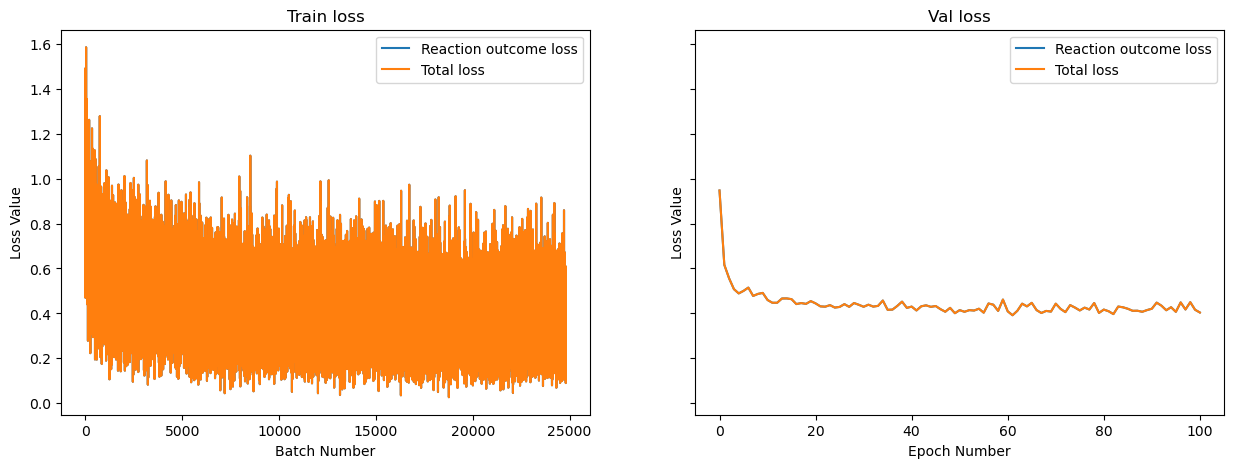 Train loss
Reaction outcome loss
Total loss
1.6
1.4
1.2
1.0
0.8
0.6
0.4
0.2
0.0
Loss Value
0
5000
10000
15000
20000
25000
Batch Number
Val loss
Reaction outcome loss
Total loss
Loss Value
0
20
40
60
80
100
Epoch Number